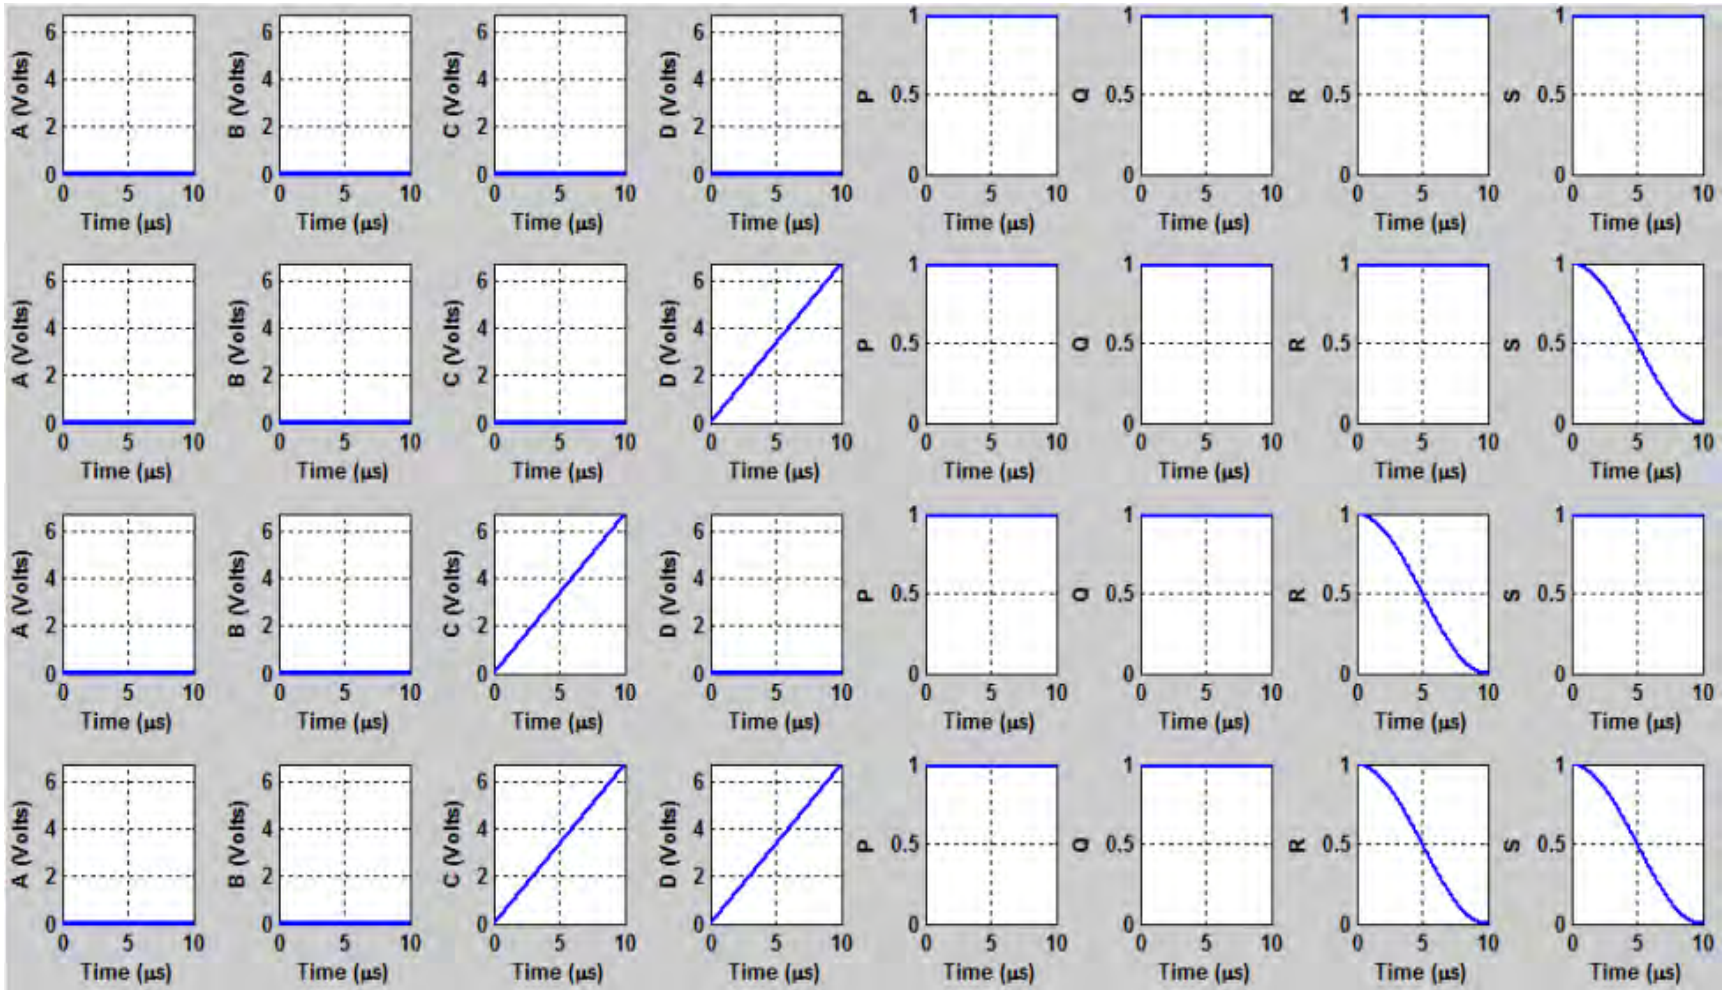 A (Volts) 6 4 2 0 0 5 10 Time (µs)
B (Volts) 6 4 2 0 0 5 10 Time (µs)
C (Volts) 6 4 2 0 0 5 10 Time (µs)
D (Volts) 6 4 2 0 0 5 10 Time (µs)
P 1 0.5 0 0 5 10 Time (µs)
Q 1 0.5 0 0 5 10 Time (µs)
R 1 0.5 0 0 5 10 Time (µs)
S 1 0.5 0 0 5 10 Time (µs)
A (Volts) 6 4 2 0 0 5 10 Time (µs)
B (Volts) 6 4 2 0 0 5 10 Time (µs)
C (Volts) 6 4 2 0 0 5 10 Time (µs)
D (Volts) 6 4 2 0 0 5 10 Time (µs)
P 1 0.5 0 0 5 10 Time (µs)
Q 1 0.5 0 0 5 10 Time (µs)
R 1 0.5 0 0 5 10 Time (µs)
S 1 0.5 0 0 5 10 Time (µs)
A (Volts) 6 4 2 0 0 5 10 Time (µs)
B (Volts) 6 4 2 0 0 5 10 Time (µs)
C (Volts) 6 4 2 0 0 5 10 Time (µs)
D (Volts) 6 4 2 0 0 5 10 Time (µs)
P 1 0.5 0 0 5 10 Time (µs)
Q 1 0.5 0 0 5 10 Time (µs)
R 1 0.5 0 0 5 10 Time (µs)
S 1 0.5 0 0 5 10 Time (µs)
A (Volts) 6 4 2 0 0 5 10 Time (µs)
B (Volts) 6 4 2 0 0 5 10 Time (µs)
C (Volts) 6 4 2 0 0 5 10 Time (µs)
D (Volts) 6 4 2 0 0 5 10 Time (µs)
P 1 0.5 0 0 5 10 Time (µs)
Q 1 0.5 0 0 5 10 Time (µs)
R 1 0.5 0 0 5 10 Time (µs)
S 1 0.5 0 0 5 10 Time (µs)